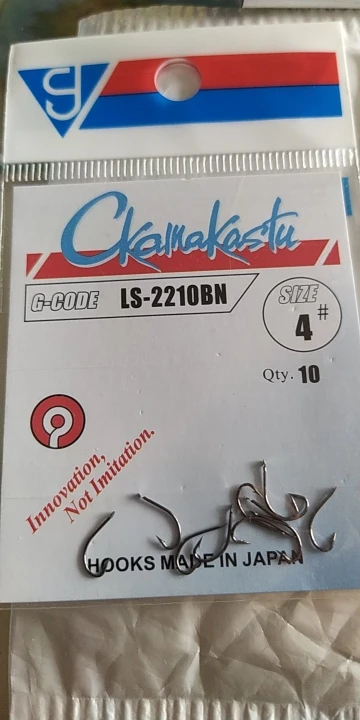 Ckamakastu
G-CODE LS-2210BN
SIZE
4#
Qty. 10
Innovation,
Not Imitation.
HOOKS MADE IN JAPAN